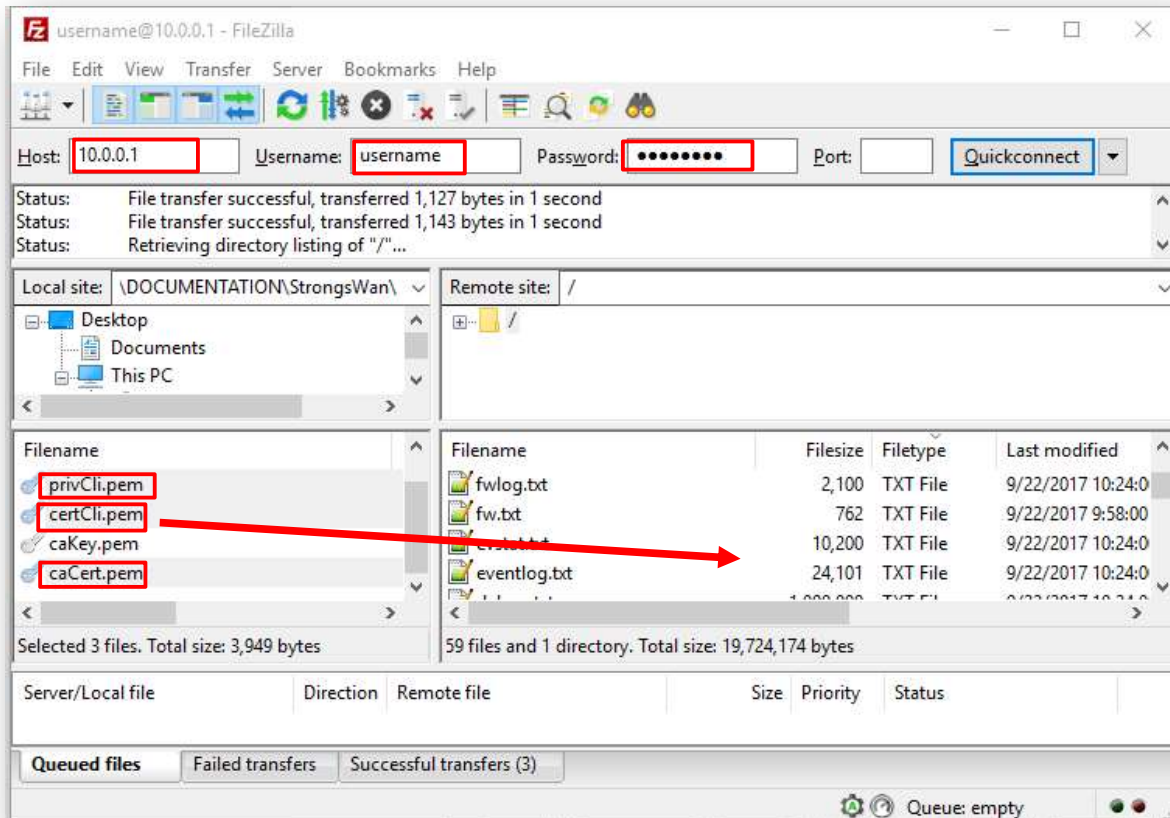 username@10.0.0.1 - FileZilla
File Edit View Transfer Server Bookmarks Help
Host: 10.0.0.1 Username: username Password: ●●●●●●●● Port: Quickconnect
Status: File transfer successful, transferred 1,127 bytes in 1 second
Status: File transfer successful, transferred 1,143 bytes in 1 second
Status: Retrieving directory listing of "/"...
Local site: \DOCUMENTATION\StrongsWan\ Remote site: /
Desktop /
Documents
This PC
Filename Filename Filesize Filetype Last modified
privCli.pem fwlog.txt 2,100 TXT File 9/22/2017 10:24:0
certCli.pem fw.txt 762 TXT File 9/22/2017 9:58:00
caKey.pem 10,200 TXT File 9/22/2017 10:24:0
caCert.pem eventlog.txt 24,101 TXT File 9/22/2017 10:24:0
Selected 3 files. Total size: 3,949 bytes 59 files and 1 directory. Total size: 19,724,174 bytes
Server/Local file Direction Remote file Size Priority Status
Queued files Failed transfers Successful transfers (3)
Queue: empty